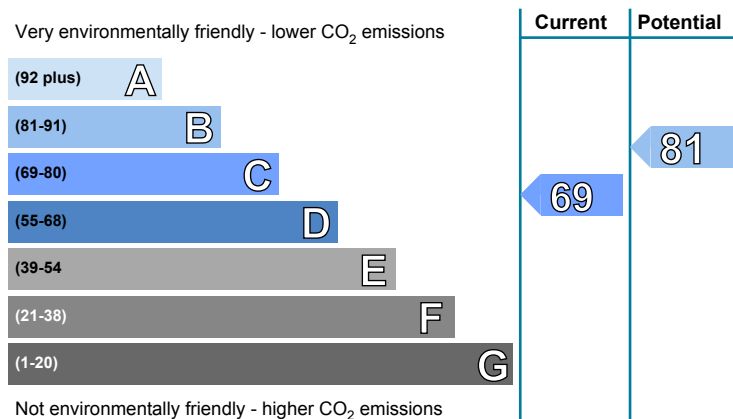 Current Potential
Very environmentally friendly - lower CO2 emissions
(92 plus) A
(81-91) B
81
(69-80) C
69
(55-68) D
(39-54 E
(21-38) F
(1-20) G
Not environmentally friendly - higher CO2 emissions